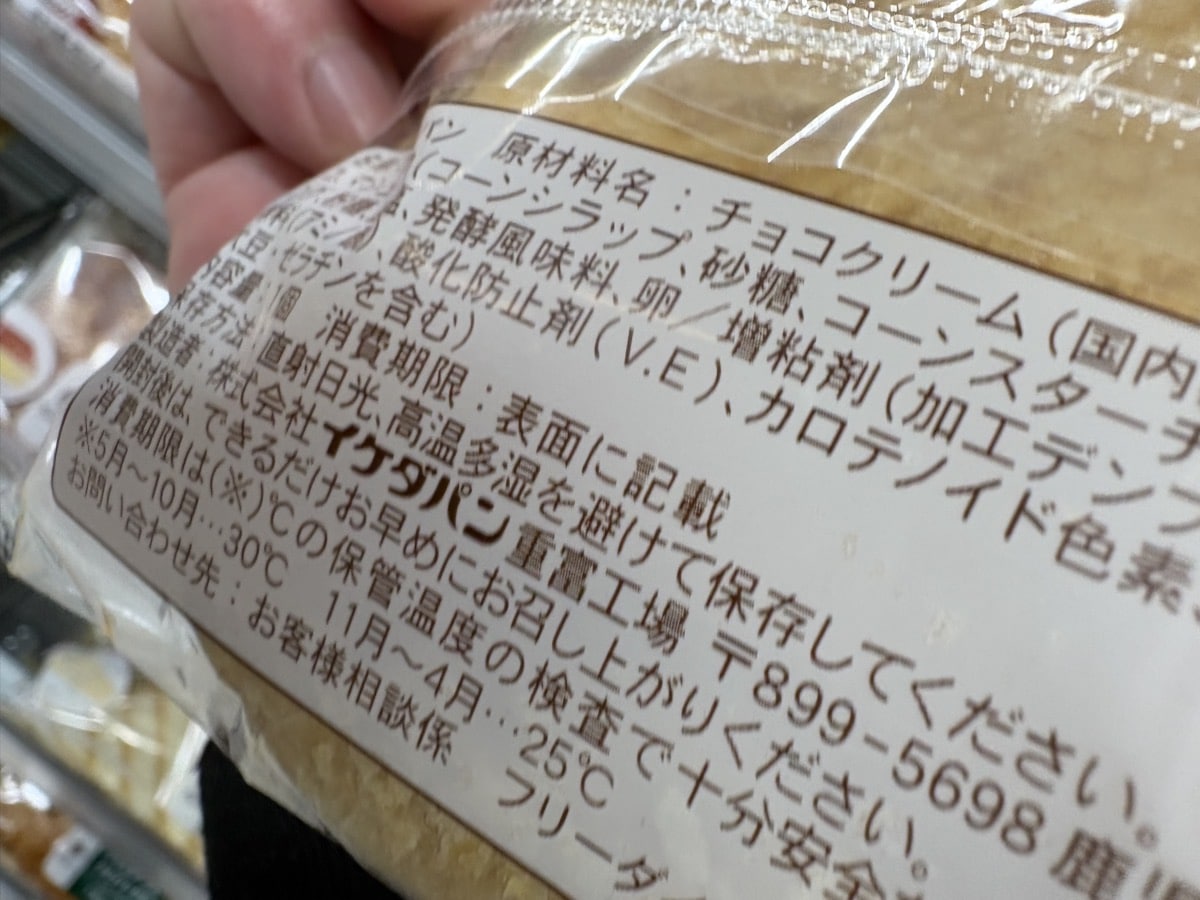 イン 原材料名：チョコクリーム(国内
(コーンシラップ、砂糖、コーンスターチ
発酵風味料、卵／増粘剤(加工デンプ
料(アミノ酸)、酸化防止剤(V.E)、カロテノイド色素
豆・ゼラチンを含む)
内容量：1個 消費期限：表面に記載
保存方法：直射日光、高温多湿を避けて保存してください。
製造者：株式会社イケダパン 重富工場 〒899-5698 鹿児
開封後は、できるだけお早めにお召し上がりください。
消費期限は(※)℃の保管温度の検査で十分安全
※5月～10月…30℃ 11月～4月…25℃
お問い合わせ先：お客様相談係 フリーダ